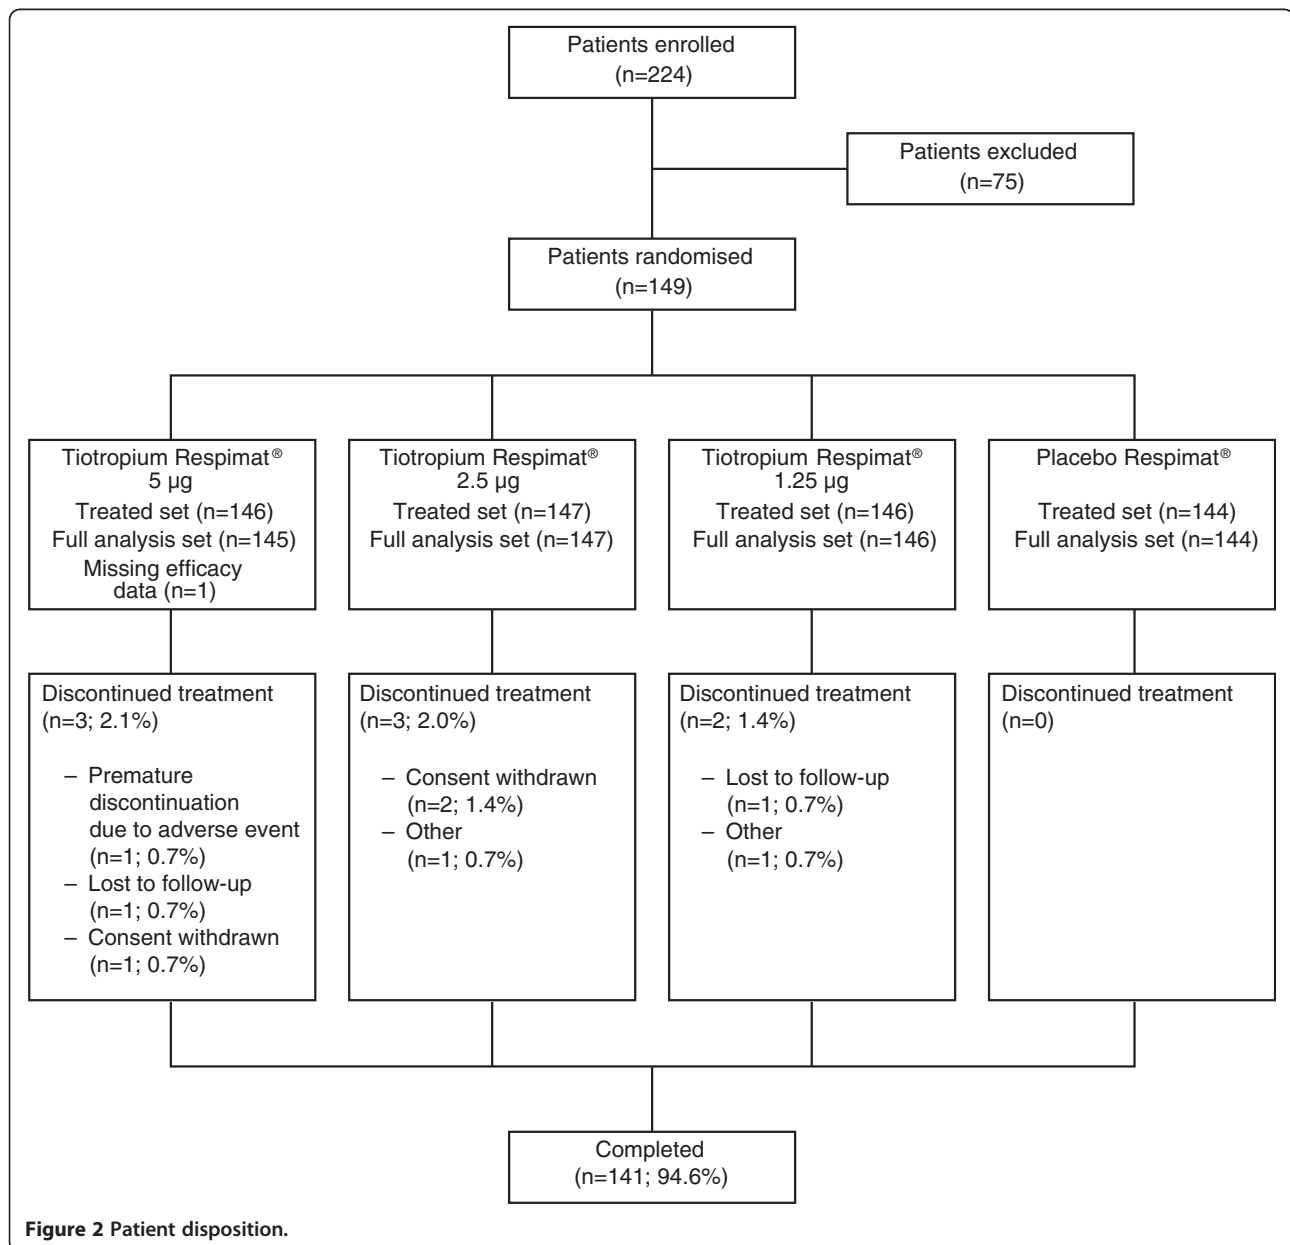 Patients enrolled
(n=224)
Patients excluded
(n=75)
Patients randomised
(n=149)
Tiotropium Respimat®
5 µg
Treated set (n=146)
Full analysis set (n=145)
Missing efficacy
data (n=1)
Tiotropium Respimat®
2.5 µg
Treated set (n=147)
Full analysis set (n=147)
Tiotropium Respimat®
1.25 µg
Treated set (n=146)
Full analysis set (n=146)
Placebo Respimat®
Treated set (n=144)
Full analysis set (n=144)
Discontinued treatment
(n=3; 2.1%)
– Premature
discontinuation
due to adverse event
(n=1; 0.7%)
– Lost to follow-up
(n=1; 0.7%)
– Consent withdrawn
(n=1; 0.7%)
Discontinued treatment
(n=3; 2.0%)
– Consent withdrawn
(n=2; 1.4%)
– Other
(n=1; 0.7%)
Discontinued treatment
(n=2; 1.4%)
– Lost to follow-up
(n=1; 0.7%)
– Other
(n=1; 0.7%)
Discontinued treatment
(n=0)
Completed
(n=141; 94.6%)
Figure 2 Patient disposition.